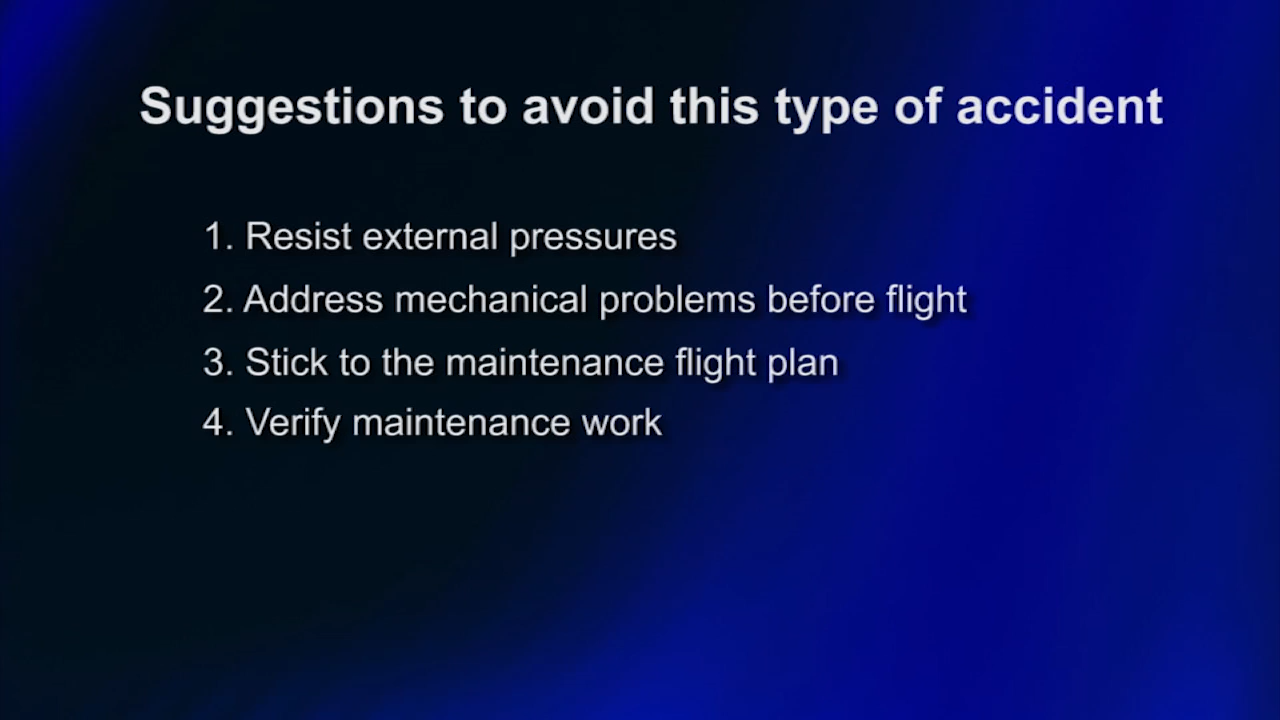 Suggestions to avoid this type of accident
1. Resist external pressures
2. Address mechanical problems before flight
3. Stick to the maintenance flight plan
4. Verify maintenance work